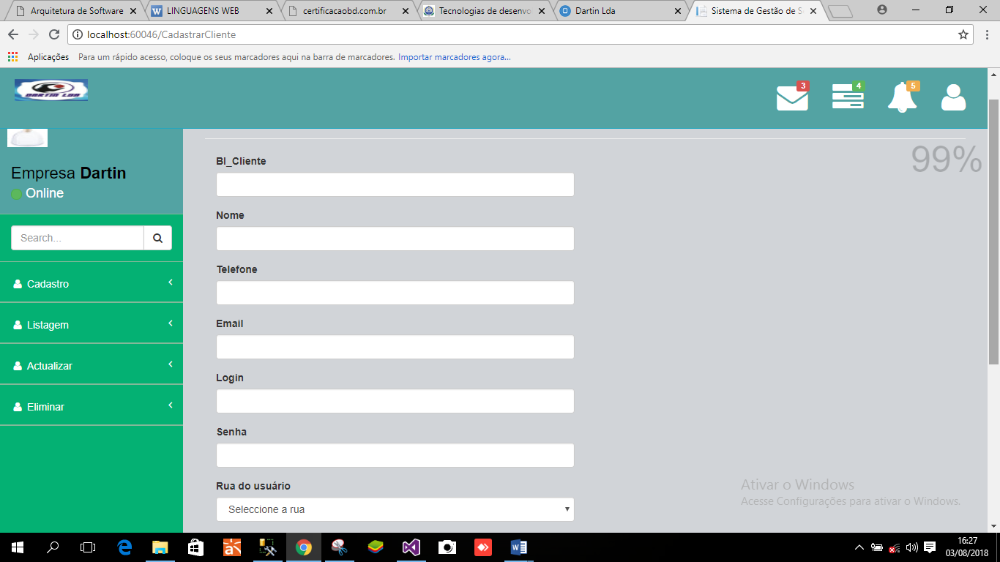 Arquitetura de Software
LINGUAGENS WEB
certificacaobd.com.br
Tecnologias de desenvo
Dartin Lda
Sistema de Gestão de S
localhost:60046/CadastrarCliente
Aplicações
Para um rápido acesso, coloque os seus marcadores aqui na barra de marcadores. Importar marcadores agora...
DARTIN LDA
3
4
5
99%
Empresa Dartin
Online
Search...
Cadastro
Listagem
Actualizar
Eliminar
BI_Cliente
Nome
Telefone
Email
Login
Senha
Rua do usuário
Seleccione a rua
Ativar o Windows
Acesse Configurações para ativar o Windows.
16:27
03/08/2018